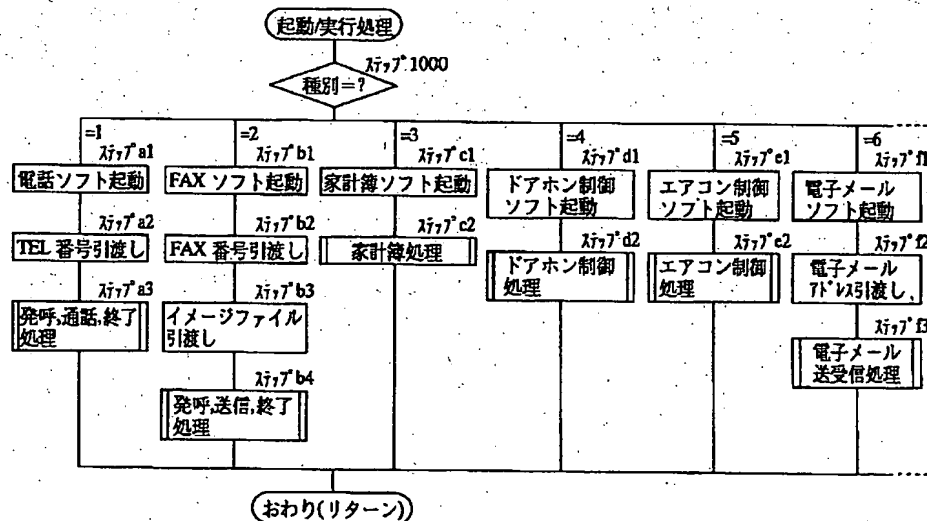 起動/実行処理
ステップ1000
種別=?
=1
ステップa1
電話ソフト起動
ステップa2
TEL 番号引渡し
ステップa3
発呼,通話,終了
処理
=2
ステップb1
FAX ソフト起動
ステップb2
FAX 番号引渡し
ステップb3
イメージファイル
引渡し
ステップb4
発呼,送信,終了
処理
=3
ステップc1
家計簿ソフト起動
ステップc2
家計簿処理
=4
ステップd1
ドアホン制御
ソフト起動
ステップd2
ドアホン制御
処理
=5
ステップe1
エアコン制御
ソフト起動
ステップe2
エアコン制御
処理
=6
ステップf1
電子メール
ソフト起動
ステップf2
電子メール
アドレス引渡し
ステップf3
電子メール
送受信処理
おわり(リターン)